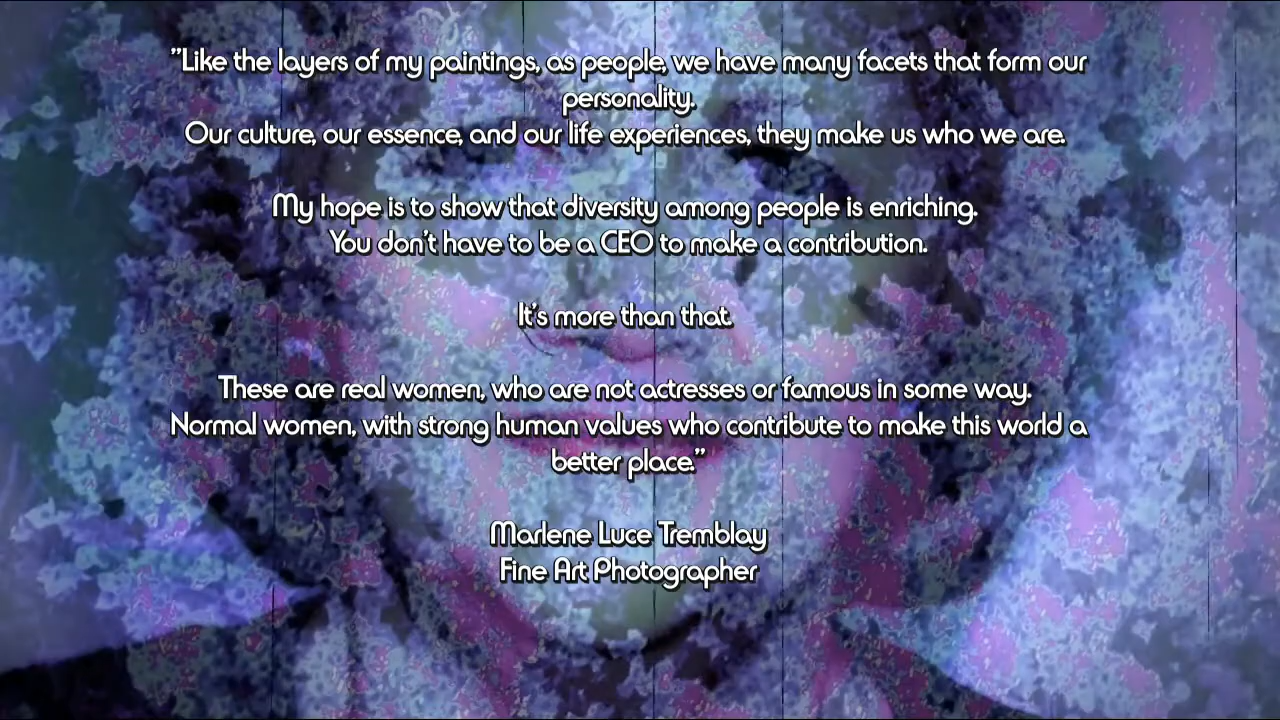 "Like the layers of my paintings, as people, we have many facets that form our
personality.
Our culture, our essence, and our life experiences, they make us who we are.
My hope is to show that diversity among people is enriching.
You don't have to be a CEO to make a contribution.
It's more than that.
These are real women, who are not actresses or famous in some way.
Normal women, with strong human values who contribute to make this world a
better place."
Marlene Luce Tremblay
Fine Art Photographer